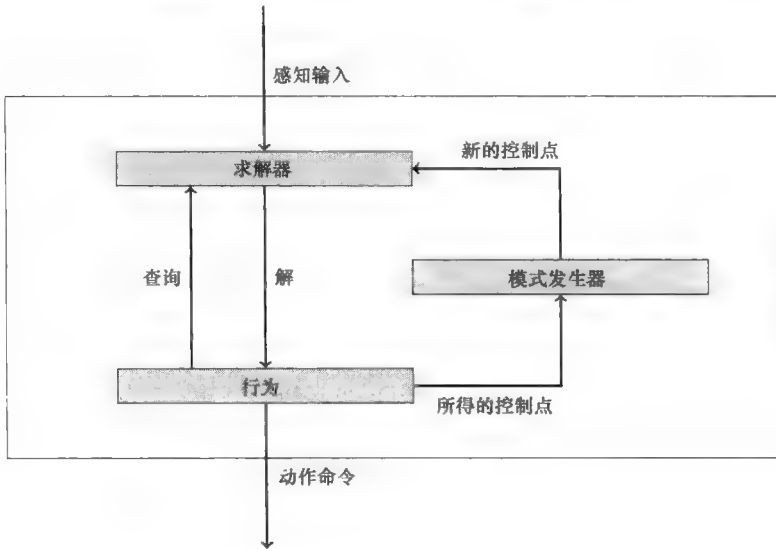 感知输入
新的控制点
求解器
查询
解
模式发生器
行为
所得的控制点
动作命令